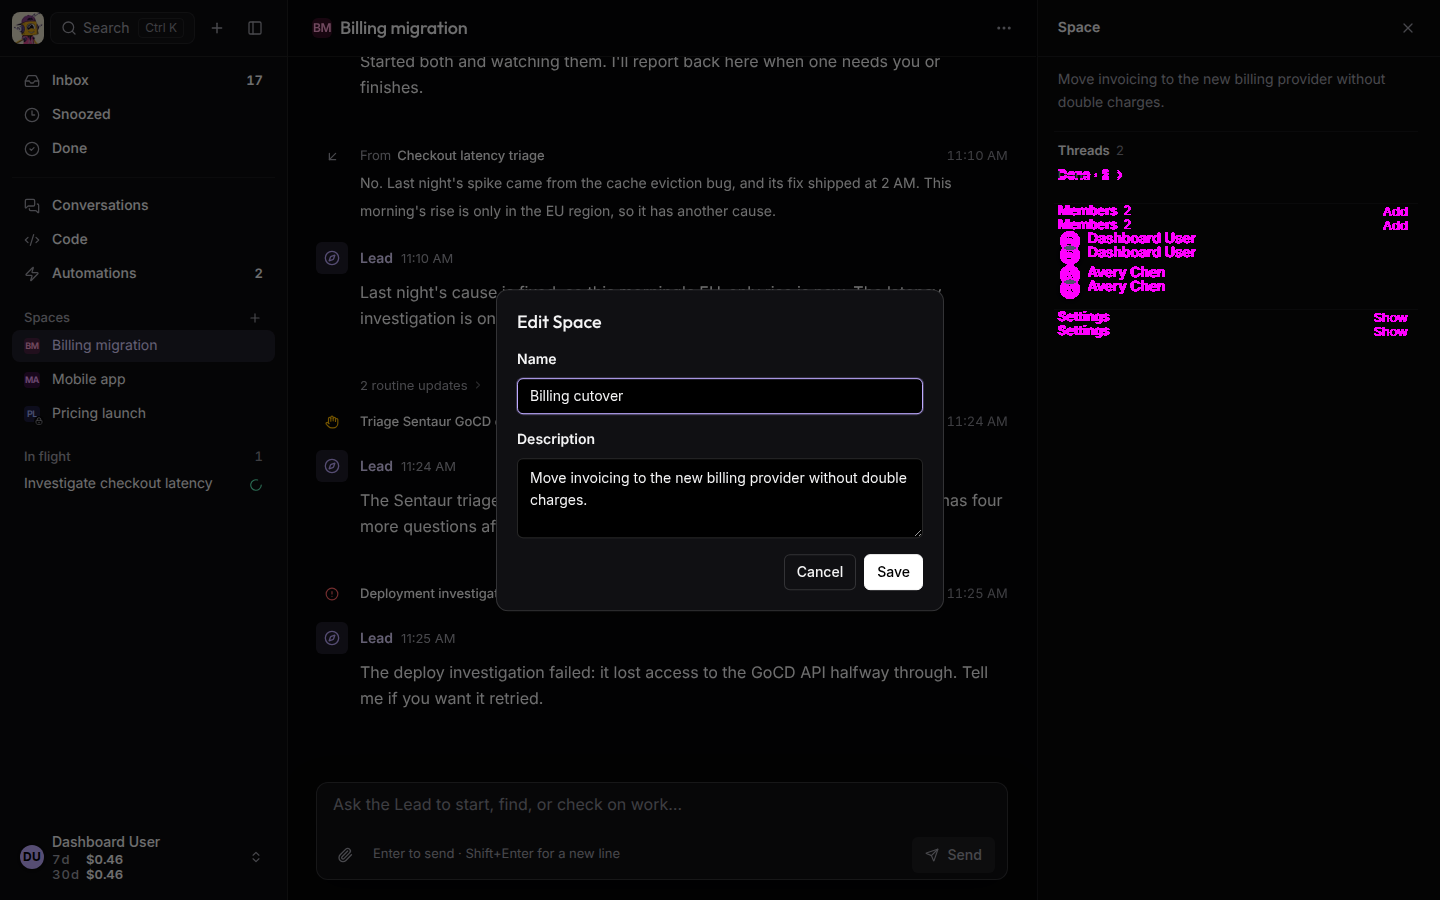 Search Ctrl K
Inbox 17
Snoozed
Done
Conversations
Code
Automations 2
Spaces
BM Billing migration
MA Mobile app
PL Pricing launch
In flight 1
Investigate checkout latency
DU Dashboard User
7d $0.46
30d $0.46
BM Billing migration
Started both and watching them. I'll report back here when one needs you or
finishes.
From Checkout latency triage 11:10 AM
No. Last night's spike came from the cache eviction bug, and its fix shipped at 2 AM. This
morning's rise is only in the EU region, so it has another cause.
Lead 11:10 AM
Last night's cause
investigation is on
2 routine updates
Triage Sentaur GoCD 11:24 AM
Lead 11:24 AM
The Sentaur triage has four
more questions
Deployment 11:25 AM
Lead 11:25 AM
The deploy investigation failed: it lost access to the GoCD API halfway through. Tell
me if you want it retried.
Ask the Lead to start, find, or check on work...
Enter to send · Shift+Enter for a new line
Send
Edit Space
Name
Billing cutover
Description
Move invoicing to the new billing provider without double
charges.
Cancel Save
Space
Move invoicing to the new billing provider without
double charges.
Threads 2
Members 2 Add
Members 2 Add
Dashboard User
Dashboard User
Avery Chen
Avery Chen
Settings Show
Settings Show